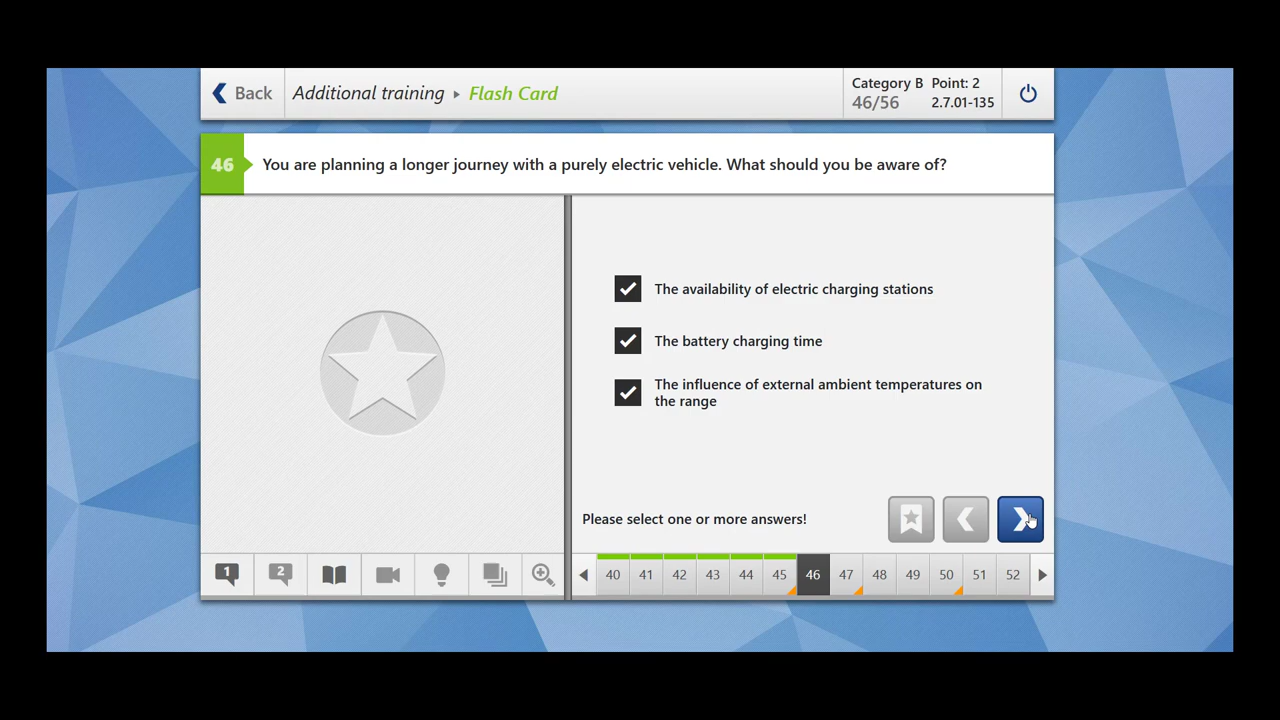 Back
Additional training ▸ Flash Card
Category B Point: 2
46/56 2.7.01-135
46 You are planning a longer journey with a purely electric vehicle. What should you be aware of?
The availability of electric charging stations
The battery charging time
The influence of external ambient temperatures on
the range
Please select one or more answers!
1 2
40 41 42 43 44 45 46 47 48 49 50 51 52